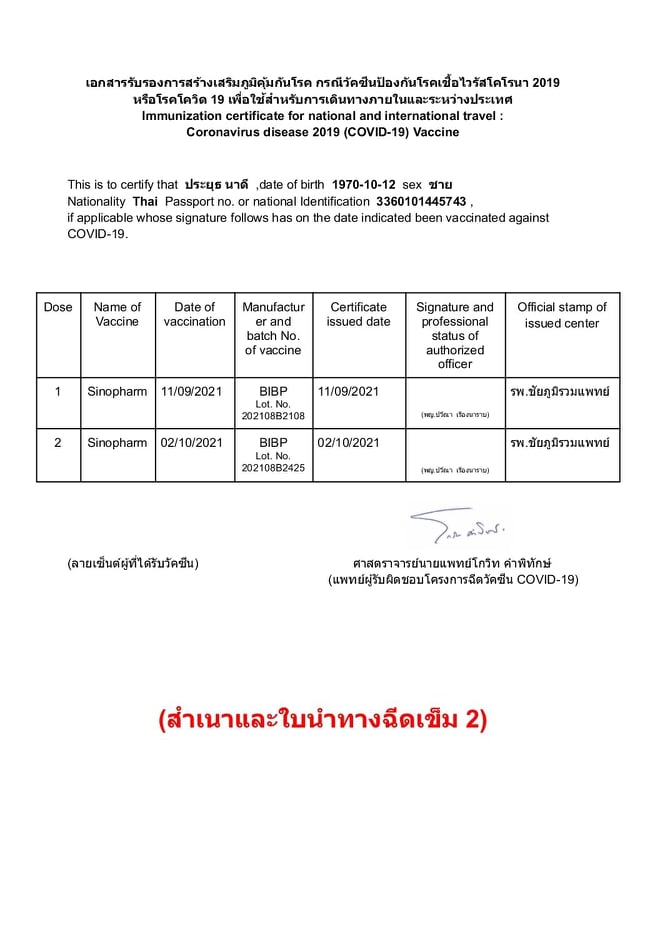 เอกสารรับรองการสร้างเสริมภูมิคุ้มกันโรค กรณีวัคซีนป้องกันโรคเชื้อไวรัสโคโรนา 2019
หรือโรคโควิด 19 เพื่อใช้สำหรับการเดินทางภายในและระหว่างประเทศ
Immunization certificate for national and international travel :
Coronavirus disease 2019 (COVID-19) Vaccine
This is to certify that ประยุธ นาดี ,date of birth 1970-10-12 sex ชาย
Nationality Thai Passport no. or national Identification 3360101445743 ,
if applicable whose signature follows has on the date indicated been vaccinated against
COVID-19.
Dose Name of Vaccine Date of vaccination Manufacturer and batch No. of vaccine Certificate issued date Signature and professional status of authorized officer Official stamp of issued center
1 Sinopharm 11/09/2021 BIBP Lot. No. 202108B2108 11/09/2021 (พญ.ปวีณา เรืองนาราย) รพ.ชัยภูมิรวมแพทย์
2 Sinopharm 02/10/2021 BIBP Lot. No. 202108B2425 02/10/2021 (พญ.ปวีณา เรืองนาราย) รพ.ชัยภูมิรวมแพทย์
(ลายเซ็นต์ผู้ที่ได้รับวัคซีน)
ศาสตราจารย์นายแพทย์โกวิท คำพิทักษ์
(แพทย์ผู้รับผิดชอบโครงการฉีดวัคซีน COVID-19)
(สำเนาและใบนำทางฉีดเข็ม 2)